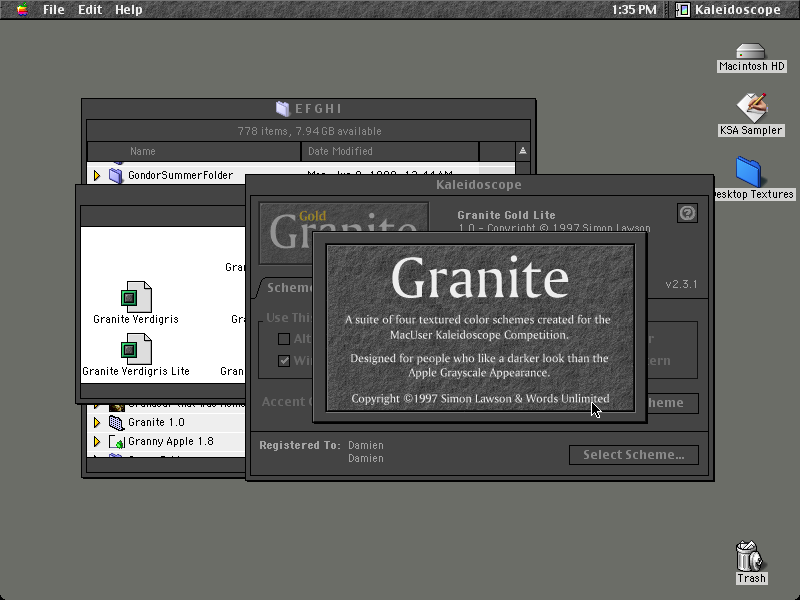 File Edit Help
1:35 PM
Kaleidoscope
Macintosh HD
KSA Sampler
esktop Textures
EFGHI
778 items, 7.94 GB available
Name
Date Modified
GondorSummerFolder
Kaleidoscope
Gold
Granite
Granite Gold Lite
1.0 - Copyright © 1997 Simon Lawson
v2.3.1
Scheme
Use This
Alt
Win
Accent
Granite
A suite of four textured color schemes created for the
MacUser Kaleidoscope Competition.
Designed for people who like a darker look than the
Apple Grayscale Appearance.
Copyright ©1997 Simon Lawson & Words Unlimited
r
tern
heme
Gra
Granite Verdigris
Gra
Granite Verdigris Lite
Gran
Granite 1.0
Granny Apple 1.8
Registered To: Damien
Damien
Select Scheme...
Trash